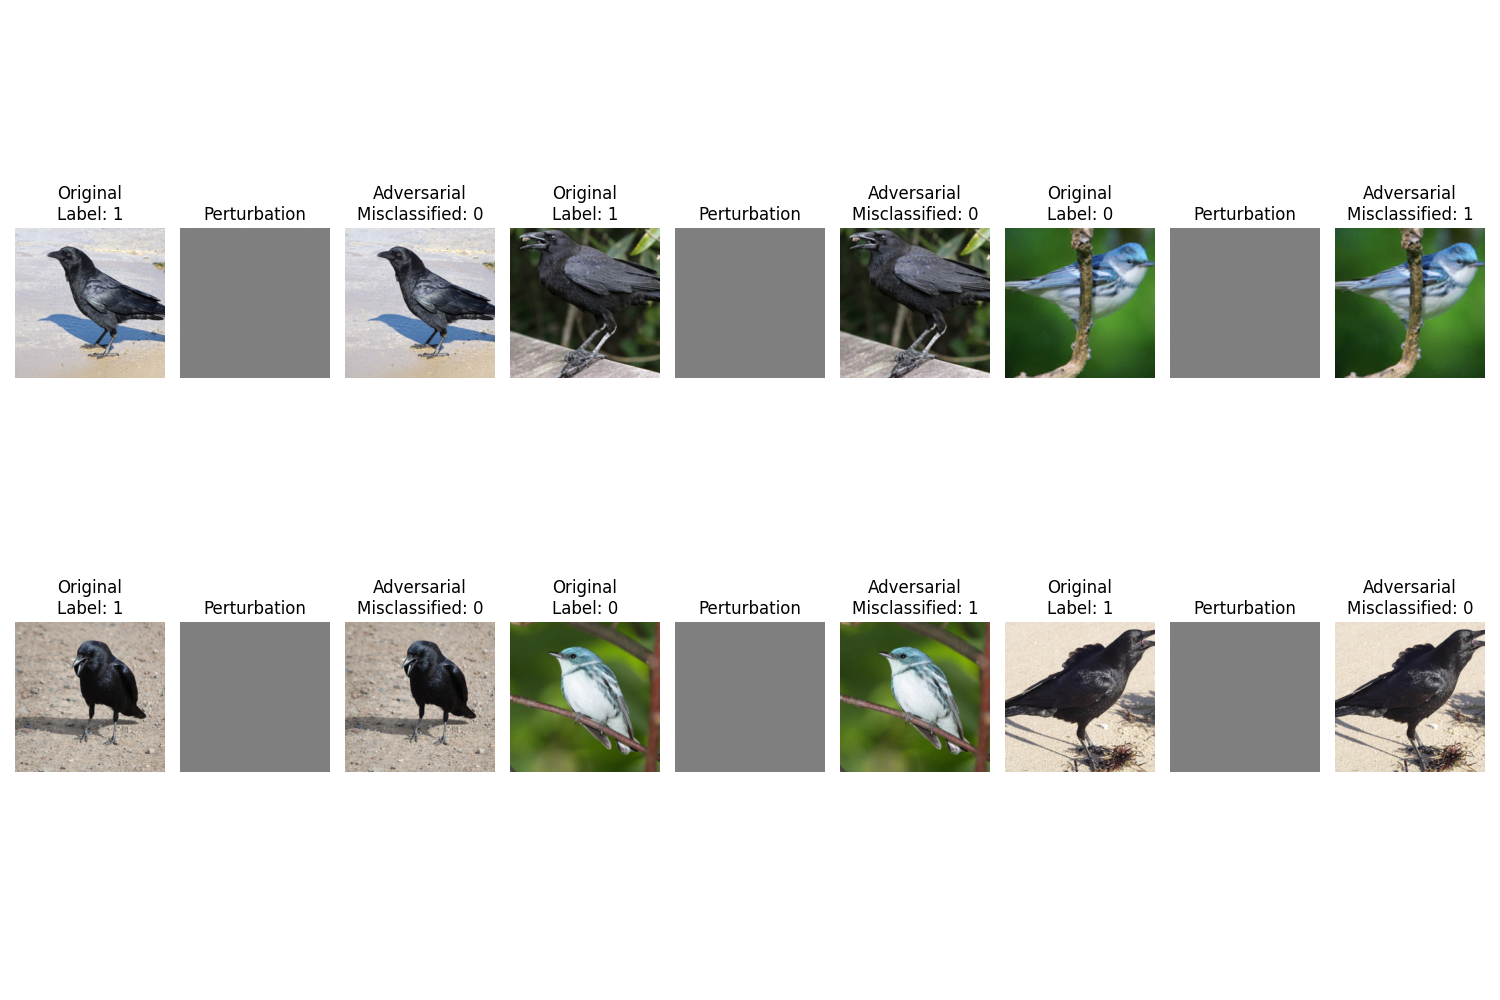 Original
Label: 1
Perturbation
Adversarial
Misclassified: 0
Original
Label: 1
Perturbation
Adversarial
Misclassified: 0
Original
Label: 0
Perturbation
Adversarial
Misclassified: 1
Original
Label: 1
Perturbation
Adversarial
Misclassified: 0
Original
Label: 0
Perturbation
Adversarial
Misclassified: 1
Original
Label: 1
Perturbation
Adversarial
Misclassified: 0